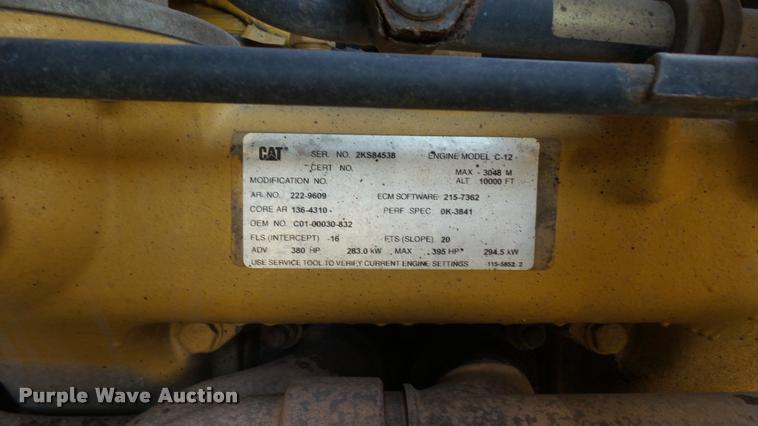 CAT® SER. NO. 2KS84538 ENGINE MODEL C-12
CERT NO. MAX - 3048 M
MODIFICATION NO. ALT 10000 FT
AR. NO. 222-9609 ECM SOFTWARE 215-7362
CORE AR 136-4310 - PERF SPEC 0K-3841
OEM NO C01-00030-832
FLS (INTERCEPT) -16 FTS (SLOPE) 20
ADV 380 HP 283.0 kW MAX 395 HP* 294.5 kW
USE SERVICE TOOL TO VERIFY CURRENT ENGINE SETTINGS 115-5852 2
Purple Wave Auction®